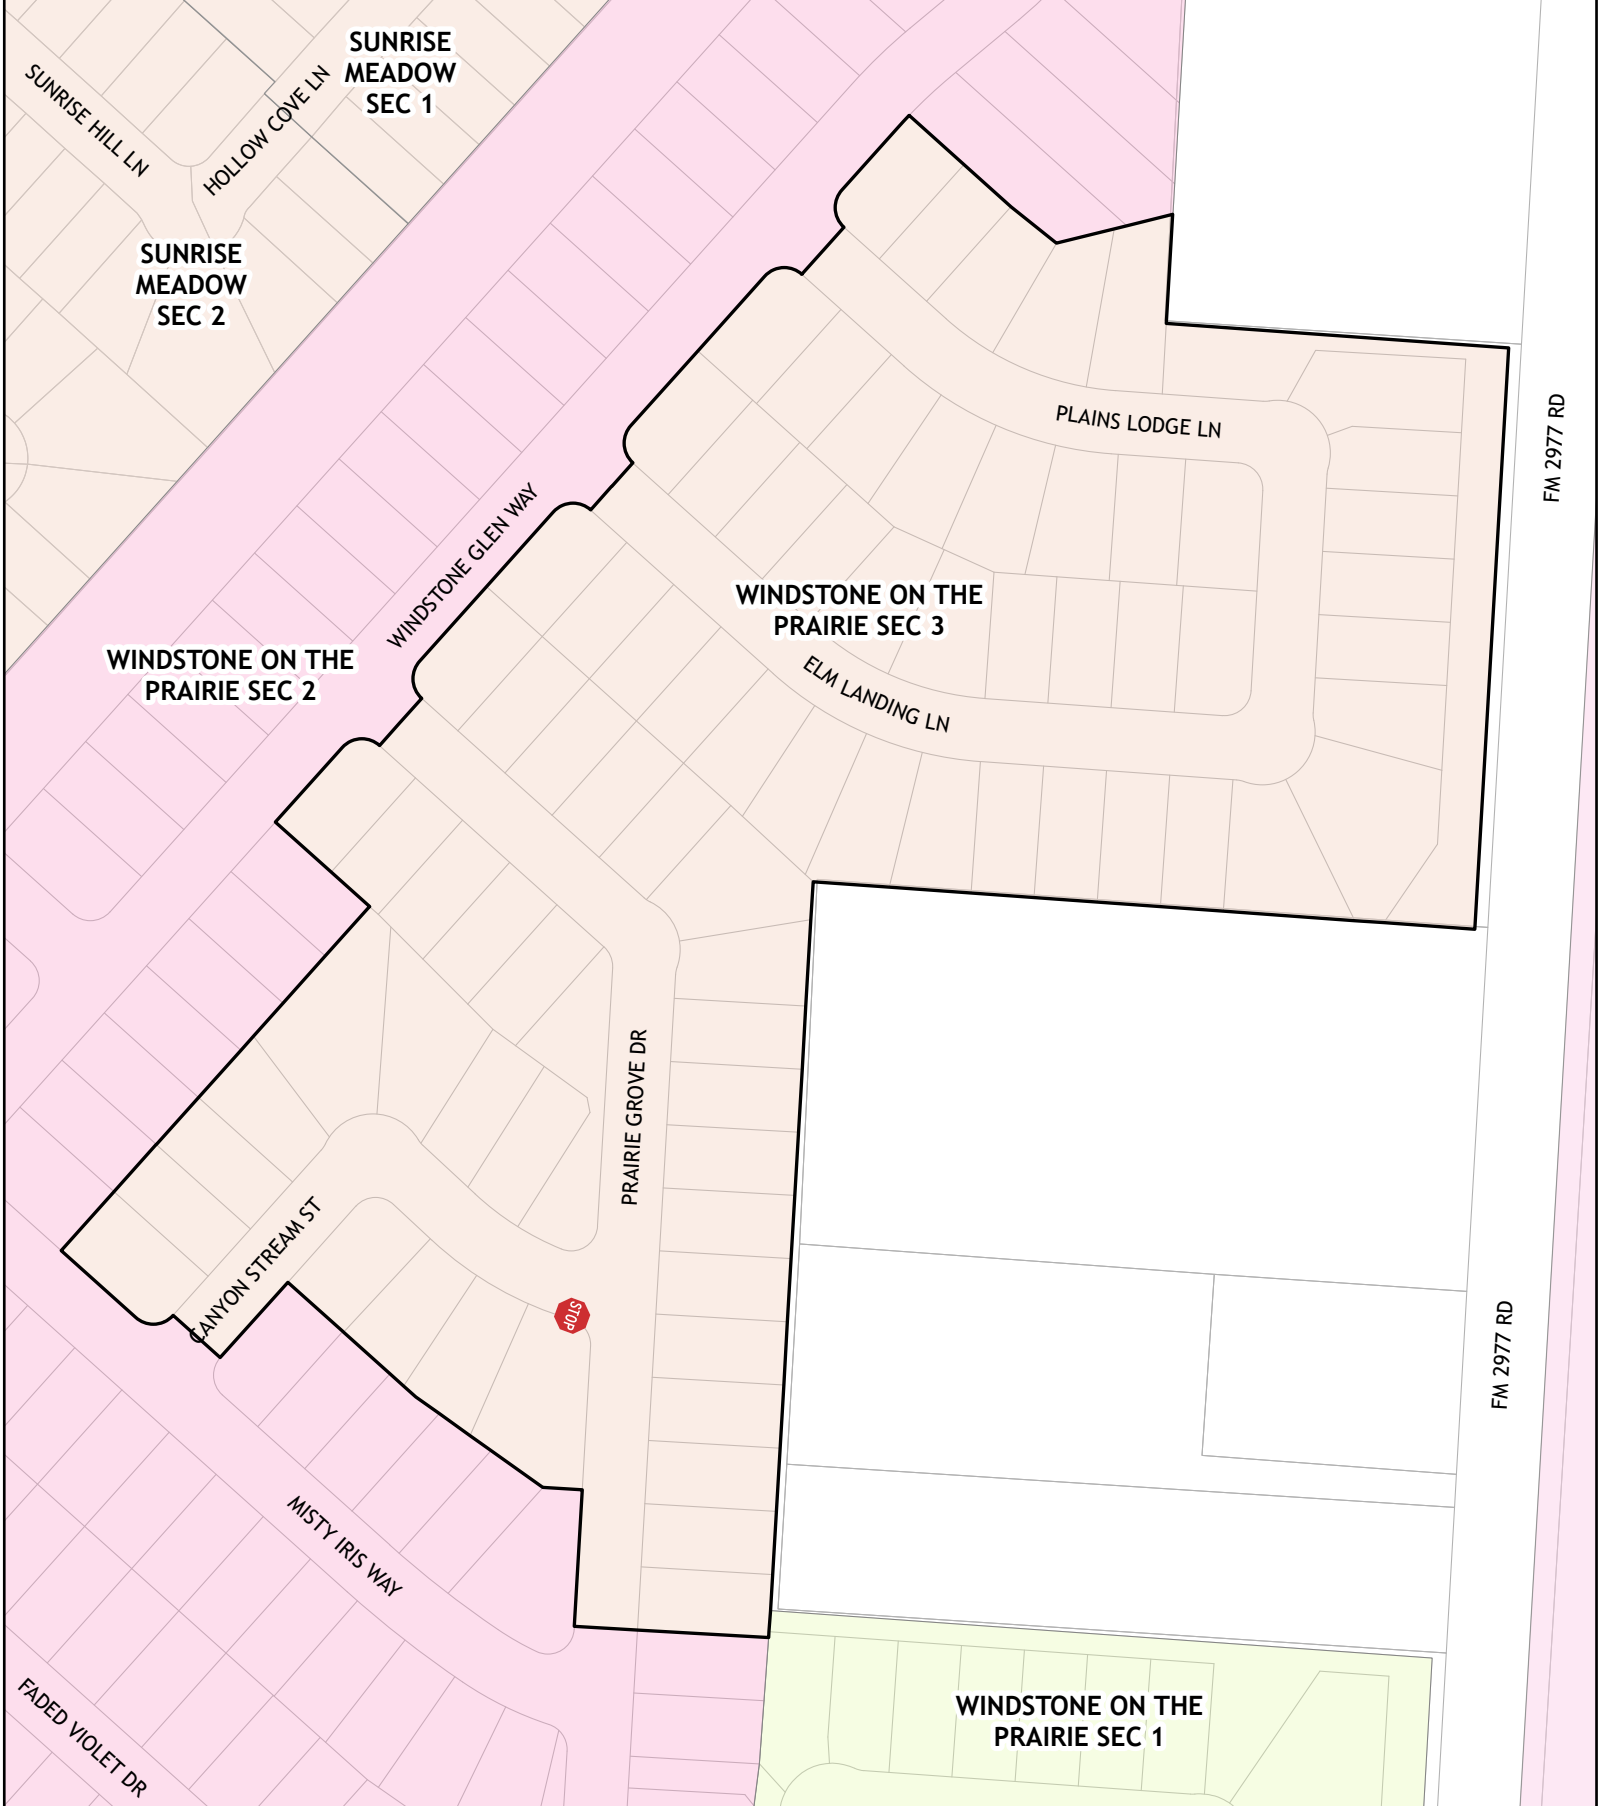 SUNRISE
MEADOW
SEC 1
SUNRISE HILL LN
HOLLOW COVE LN
SUNRISE
MEADOW
SEC 2
PLAINS LODGE LN
FM 2977 RD
WINDSTONE GLEN WAY
WINDSTONE ON THE
PRAIRIE SEC 3
WINDSTONE ON THE
PRAIRIE SEC 2
ELM LANDING LN
PRAIRIE GROVE DR
CANYON STREAM ST
STOP
FM 2977 RD
MISTY IRIS WAY
WINDSTONE ON THE
PRAIRIE SEC 1
FADED VIOLET DR